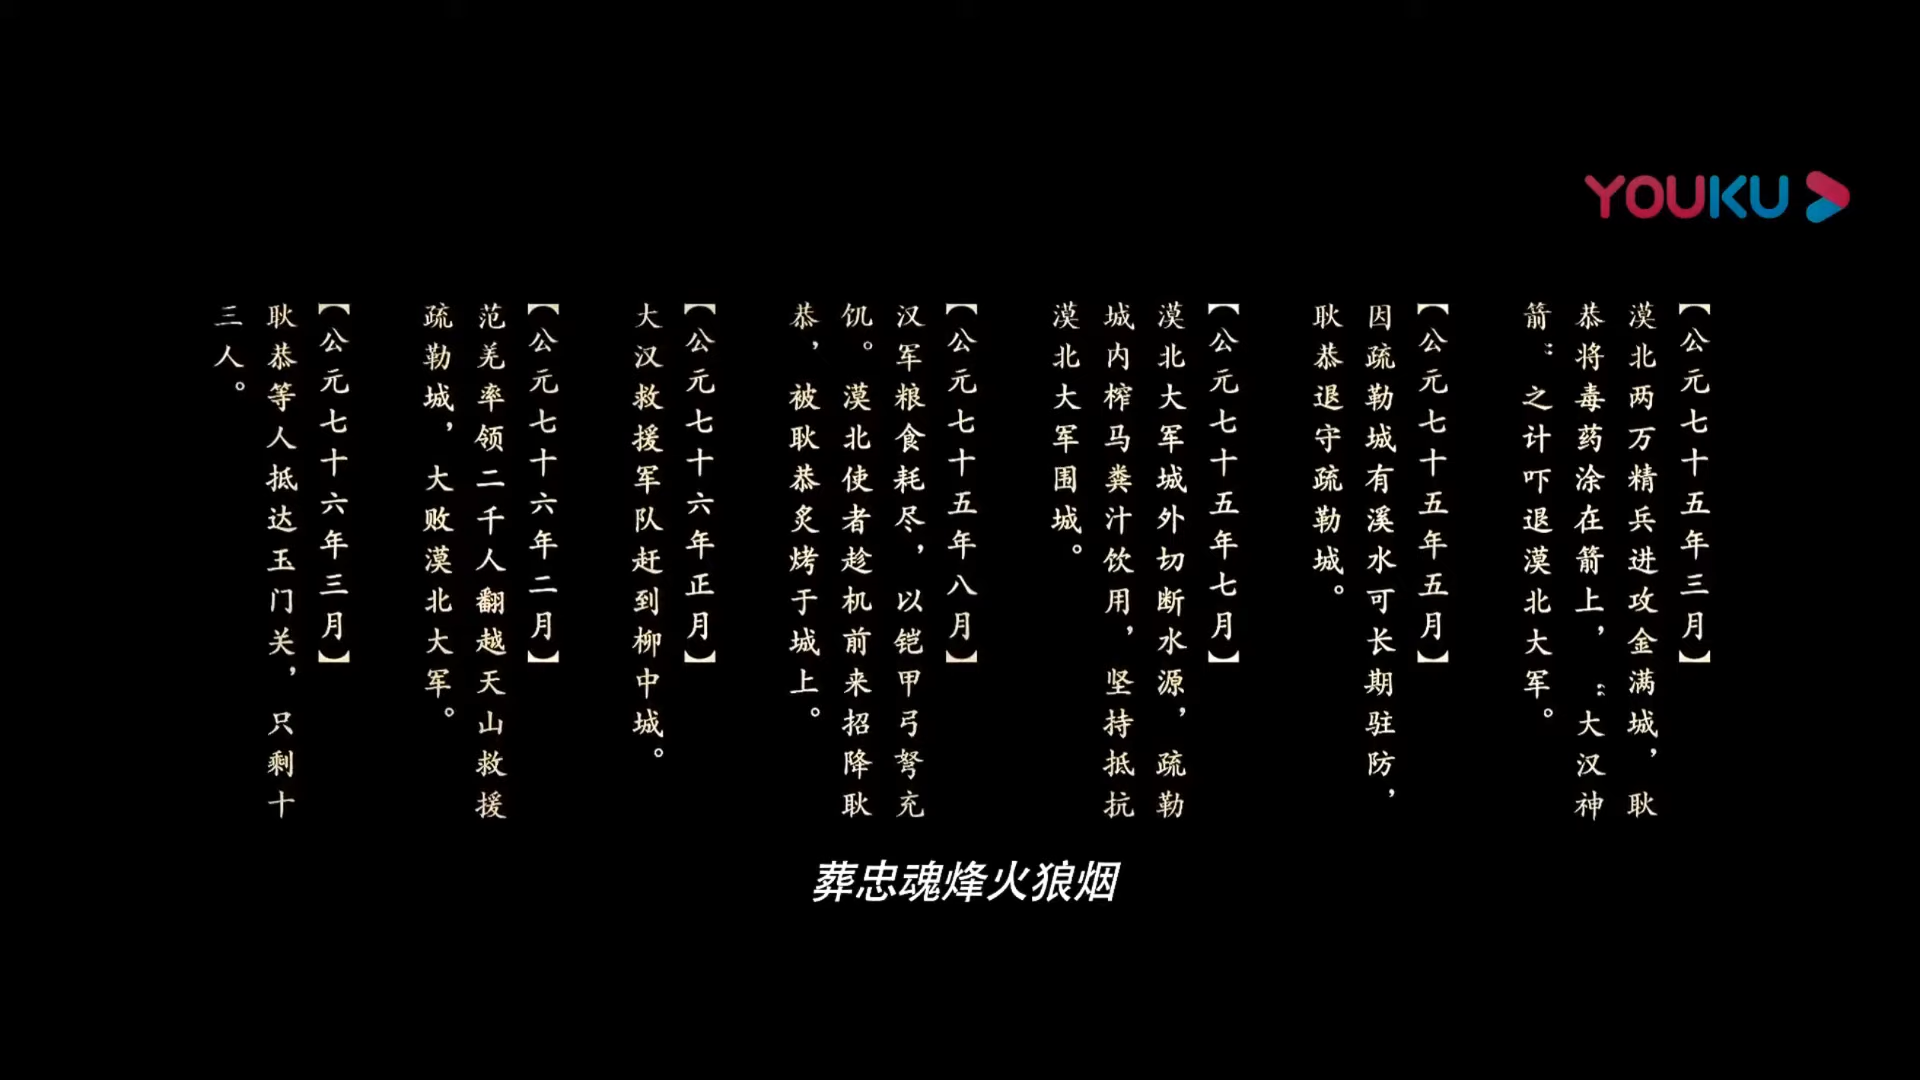 YOUKU
【公元七十五年三月】
漠北两万精兵进攻金满城，耿
恭将毒药涂在箭上，“大汉神
箭”之计吓退漠北大军。
【公元七十五年五月】
因疏勒城有溪水可长期驻防，
耿恭退守疏勒城。
【公元七十五年七月】
漠北大军城外切断水源，疏勒
城内榨马粪汁饮用，坚持抵抗
漠北大军围城。
【公元七十五年八月】
汉军粮食耗尽，以铠甲弓弩充
饥。漠北使者趁机前来招降耿
恭，被耿恭炙烤于城上。
【公元七十六年正月】
大汉救援军队赶到柳中城。
【公元七十六年二月】
范羌率领二千人翻越天山救援
疏勒城，大败漠北大军。
【公元七十六年三月】
耿恭等人抵达玉门关，只剩十
三人。
葬忠魂烽火狼烟